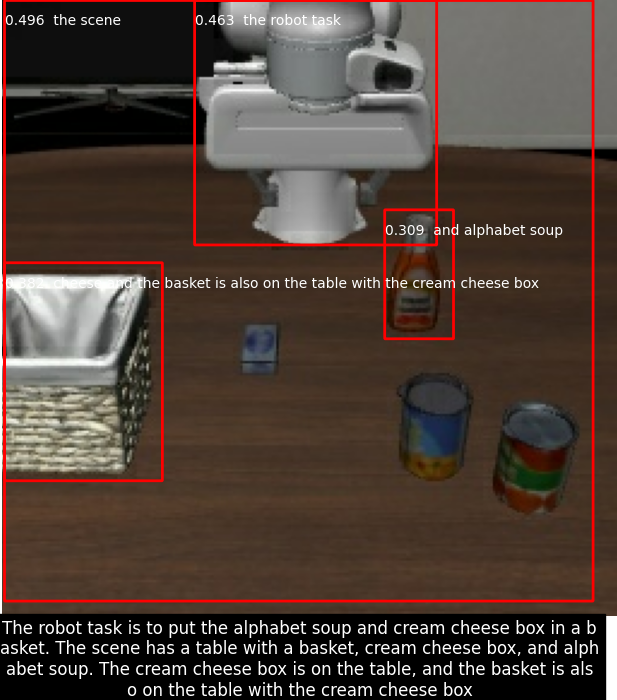 0.496  the scene
0.463  the robot task
0.309  and alphabet soup
cheese and the basket is also on the table with the cream cheese box
The robot task is to put the alphabet soup and cream cheese box in a b
asket. The scene has a table with a basket, cream cheese box, and alph
abet soup. The cream cheese box is on the table, and the basket is als
o on the table with the cream cheese box